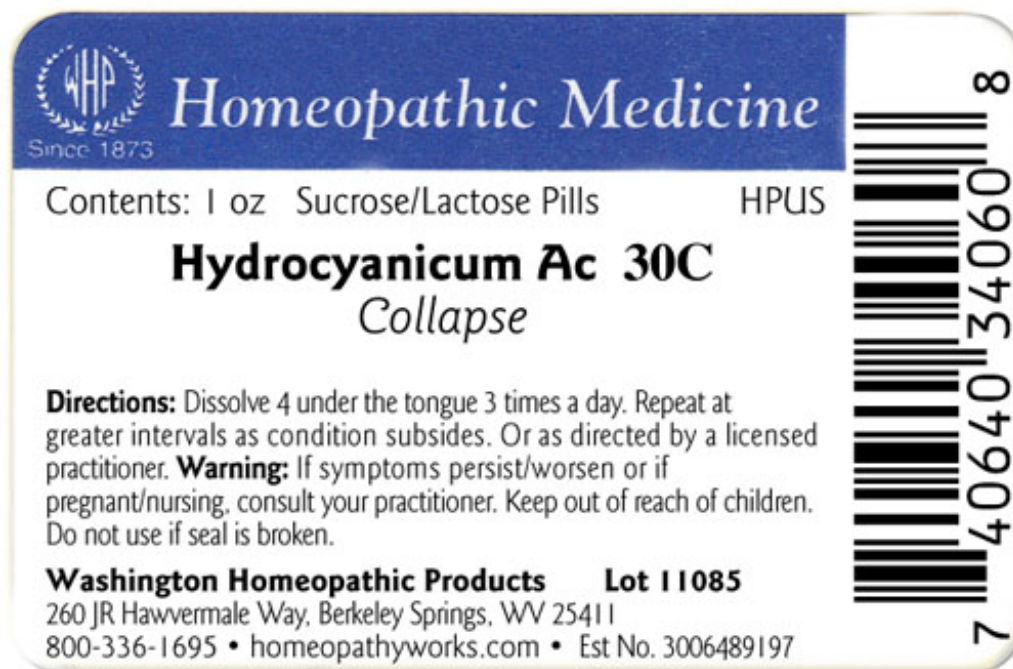 WHP
Since 1873
Homeopathic Medicine
Contents: 1 oz Sucrose/Lactose Pills HPUS
Hydrocyanicum Ac 30C
Collapse
Directions: Dissolve 4 under the tongue 3 times a day. Repeat at
greater intervals as condition subsides. Or as directed by a licensed
practitioner. Warning: If symptoms persist/worsen or if
pregnant/nursing, consult your practitioner. Keep out of reach of children.
Do not use if seal is broken.
Washington Homeopathic Products Lot 11085
260 JR Hawvermale Way, Berkeley Springs, WV 25411
800-336-1695 • homeopathyworks.com • Est No. 3006489197
7 40640 34060 8